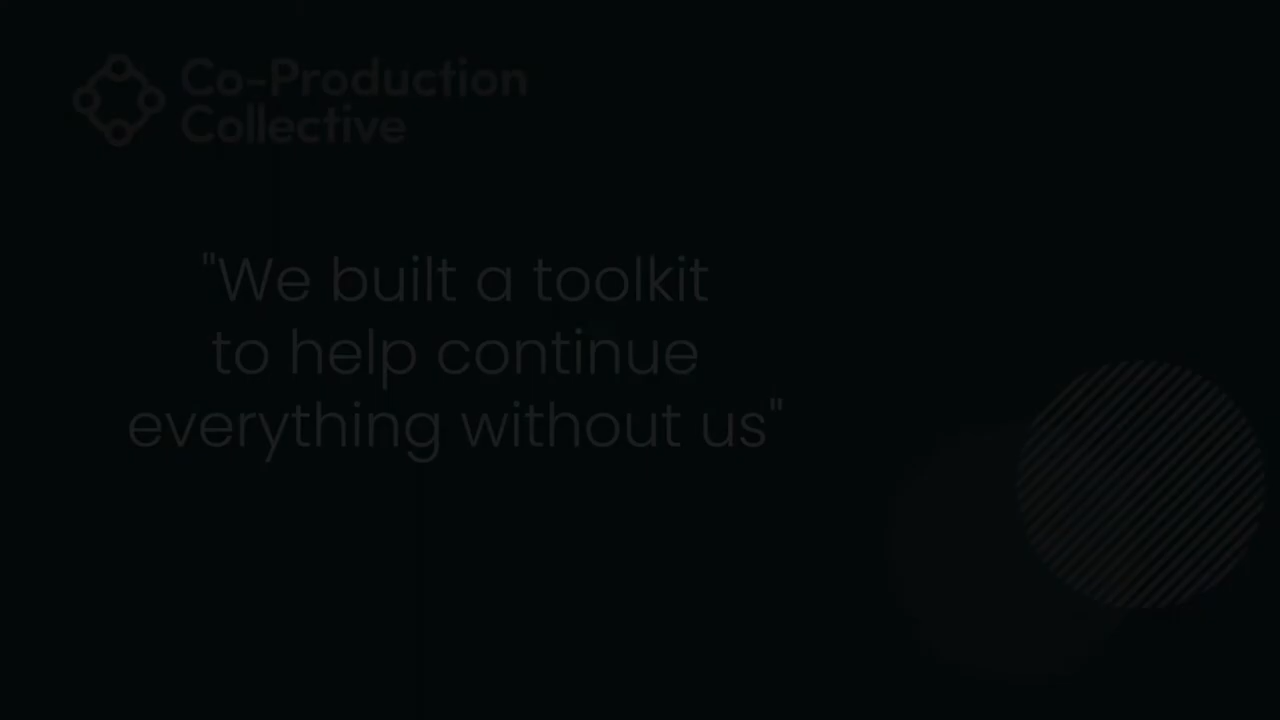 Co-Production
Collective
"We built a toolkit
to help continue
everything without us"